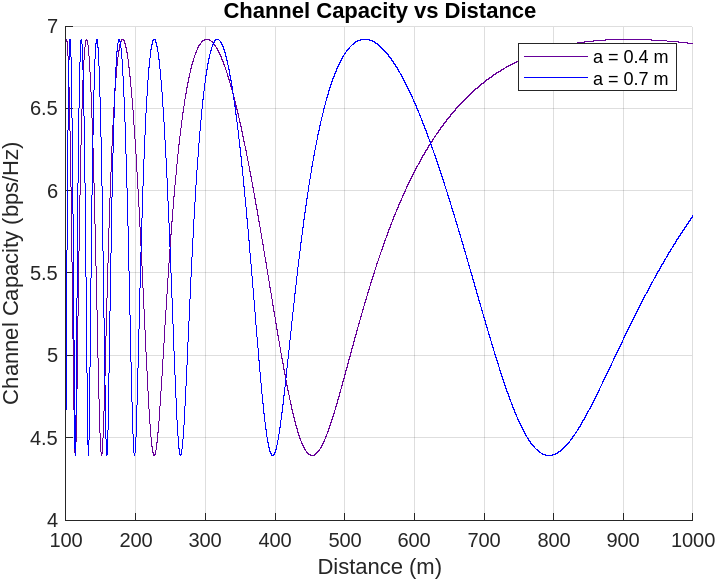 Channel Capacity vs Distance
7
6.5
6
5.5
5
4.5
4
Channel Capacity (bps/Hz)
a = 0.4 m
a = 0.7 m
100 200 300 400 500 600 700 800 900 1000
Distance (m)